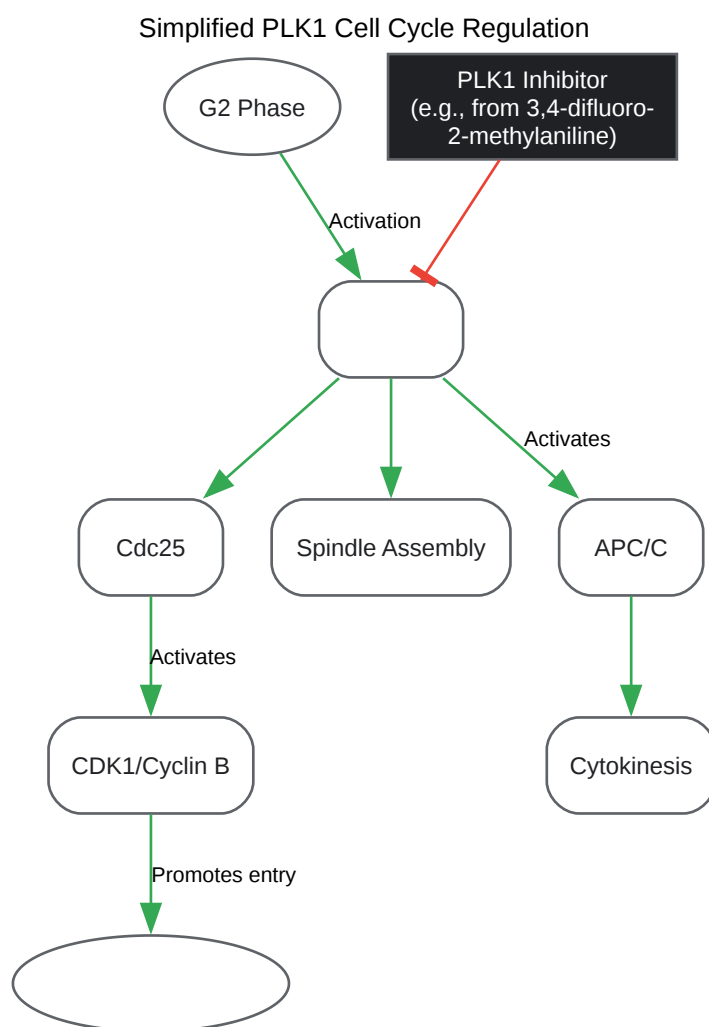 Simplified PLK1 Cell Cycle Regulation
G2 Phase
PLK1 Inhibitor
(e.g., from 3,4-difluoro-
2-methylaniline)
Activation
Activates
Cdc25
Spindle Assembly
APC/C
Activates
CDK1/Cyclin B
Cytokinesis
Promotes entry